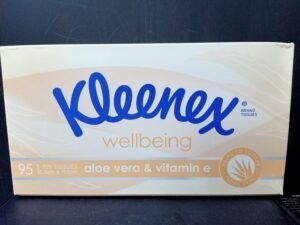 Kleenex®
BRAND
TISSUES
wellbeing
95
aloe vera & vitamin e